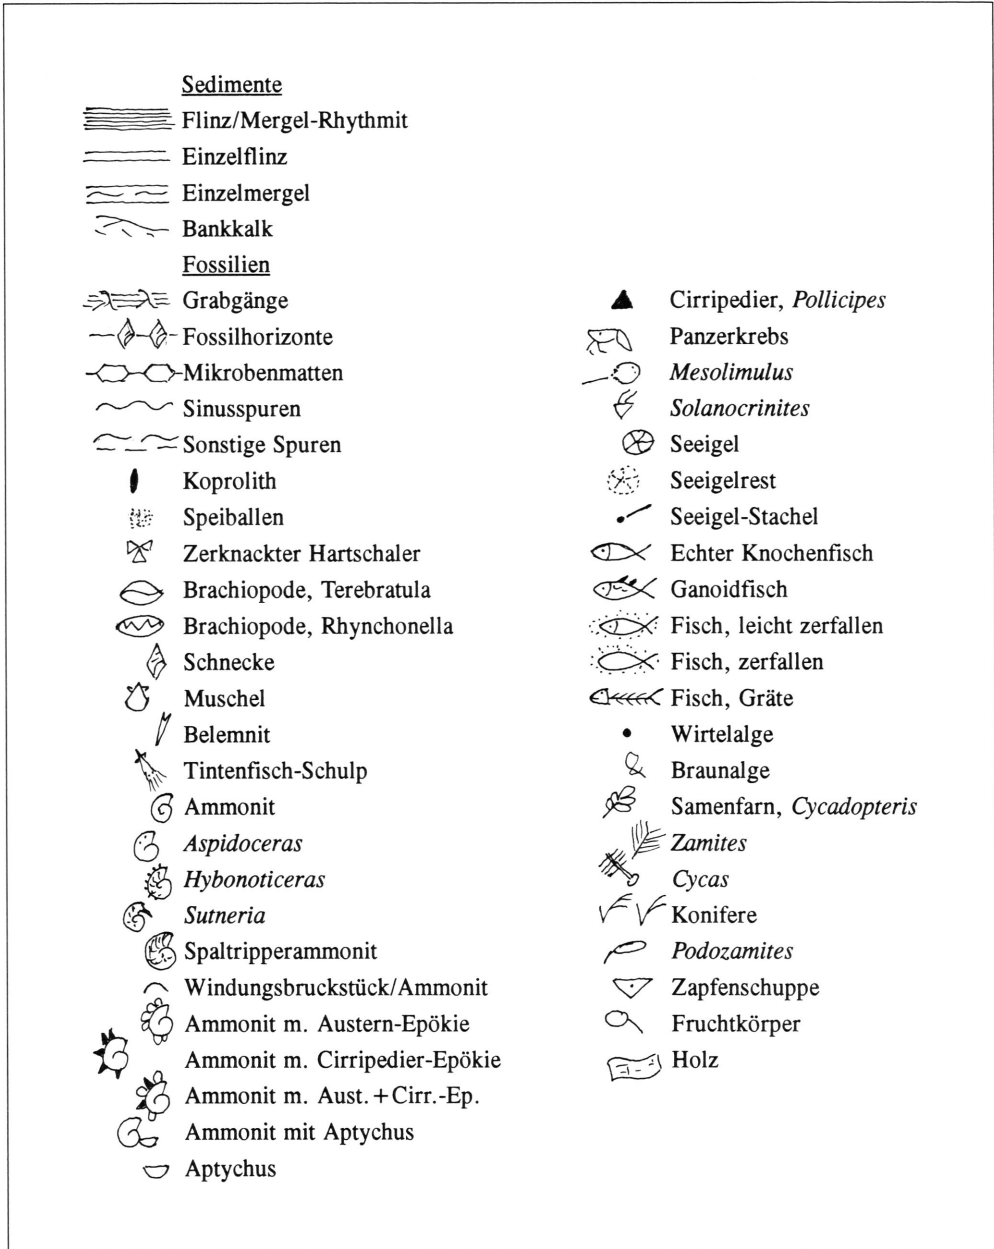 Sedimente
Flinz/Mergel-Rhythmit
Einzelflinz
Einzelmergel
Bankkalk
Fossilien
Grabgänge
Fossilhorizonte
Mikrobenmatten
Sinusspuren
Sonstige Spuren
Koprolith
Speiballen
Zerknackter Hartschaler
Brachiopode, Terebratula
Brachiopode, Rhynchonella
Schnecke
Muschel
Belemnit
Tintenfisch-Schulp
Ammonit
Aspidoceras
Hybonoticeras
Sutneria
Spaltripperammonit
Windungsbruckstück/Ammonit
Ammonit m. Austern-Epökie
Ammonit m. Cirripedier-Epökie
Ammonit m. Aust.+Cirr.-Ep.
Ammonit mit Aptychus
Aptychus
Cirripedier, Pollicipes
Panzerkrebs
Mesolimulus
Solanocrinites
Seeigel
Seeigelrest
Seeigel-Stachel
Echter Knochenfisch
Ganoidfisch
Fisch, leicht zerfallen
Fisch, zerfallen
Fisch, Gräte
Wirtelalge
Braunalge
Samenfarn, Cycadopteris
Zamites
Cycas
Konifere
Podozamites
Zapfenschuppe
Fruchtkörper
Holz